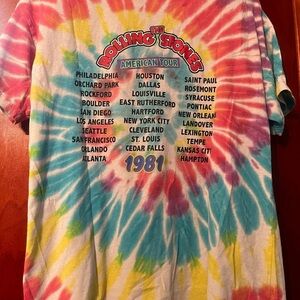 THE
ROLLING STONES
AMERICAN TOUR
PHILADELPHIA
ORCHARD PARK
ROCKFORD
BOULDER
SAN DIEGO
LOS ANGELES
SEATTLE
SAN FRANCISCO
ORLANDO
ATLANTA
HOUSTON
DALLAS
LOUISVILLE
EAST RUTHERFORD
HARTFORD
NEW YORK CITY
CLEVELAND
ST. LOUIS
CEDAR FALLS
SAINT PAUL
ROSEMONT
SYRACUSE
PONTIAC
NEW ORLEANS
LANDOVER
LEXINGTON
TEMPE
KANSAS CITY
HAMPTON
1981